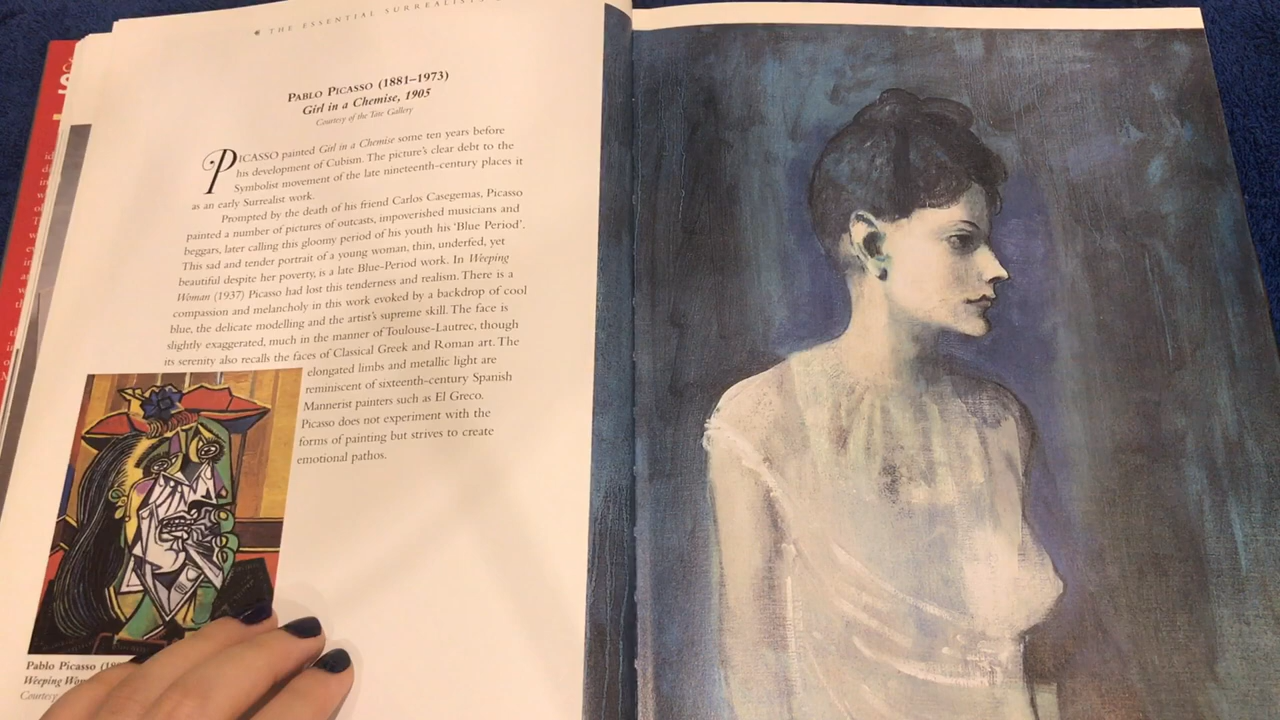 THE ESSENTIAL SURREALISTS
PABLO PICASSO (1881–1973)
Girl in a Chemise, 1905
Courtesy of the Tate Gallery
PICASSO painted Girl in a Chemise some ten years before
his development of Cubism. The picture's clear debt to the
Symbolist movement of the late nineteenth-century places it
as an early Surrealist work.
Prompted by the death of his friend Carlos Casegemas, Picasso
painted a number of pictures of outcasts, impoverished musicians and
beggars, later calling this gloomy period of his youth his 'Blue Period'.
This sad and tender portrait of a young woman, thin, underfed, yet
beautiful despite her poverty, is a late Blue-Period work. In Weeping
Woman (1937) Picasso had lost this tenderness and realism. There is a
compassion and melancholy in this work evoked by a backdrop of cool
blue, the delicate modelling and the artist's supreme skill. The face is
slightly exaggerated, much in the manner of Toulouse-Lautrec, though
its serenity also recalls the faces of Classical Greek and Roman art. The
elongated limbs and metallic light are
reminiscent of sixteenth-century Spanish
Mannerist painters such as El Greco.
Picasso does not experiment with the
forms of painting but strives to create
emotional pathos.
Pablo Picasso
Weeping
Courtesy